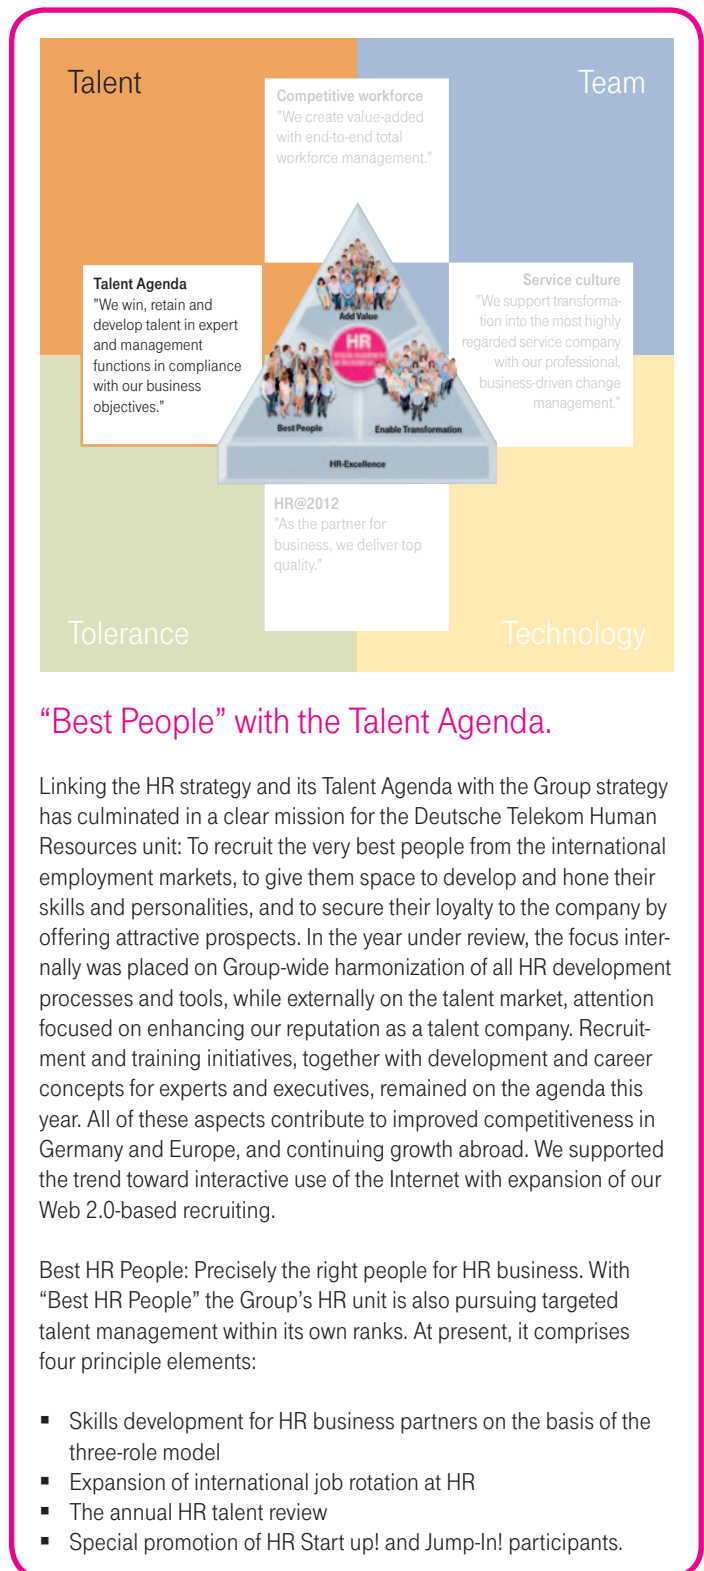 Talent
Team
Competitive workforce
"We create value-added
with end-to-end total
workforce management."
Talent Agenda
"We win, retain and
develop talent in expert
and management
functions in compliance
with our business
objectives."
Service culture
"We support transforma-
tion into the most highly
regarded service company
with our professional,
business-driven change
management."
Add Value
HR
Best People
Enable Transformation
HR-Excellence
HR@2012
"As the partner for
business, we deliver top
quality."
Tolerance
Technology
“Best People” with the Talent Agenda.
Linking the HR strategy and its Talent Agenda with the Group strategy
has culminated in a clear mission for the Deutsche Telekom Human
Resources unit: To recruit the very best people from the international
employment markets, to give them space to develop and hone their
skills and personalities, and to secure their loyalty to the company by
offering attractive prospects. In the year under review, the focus inter-
nally was placed on Group-wide harmonization of all HR development
processes and tools, while externally on the talent market, attention
focused on enhancing our reputation as a talent company. Recruit-
ment and training initiatives, together with development and career
concepts for experts and executives, remained on the agenda this
year. All of these aspects contribute to improved competitiveness in
Germany and Europe, and continuing growth abroad. We supported
the trend toward interactive use of the Internet with expansion of our
Web 2.0-based recruiting.
Best HR People: Precisely the right people for HR business. With
“Best HR People” the Group’s HR unit is also pursuing targeted
talent management within its own ranks. At present, it comprises
four principle elements:
▪ Skills development for HR business partners on the basis of the
three-role model
▪ Expansion of international job rotation at HR
▪ The annual HR talent review
▪ Special promotion of HR Start up! and Jump-In! participants.